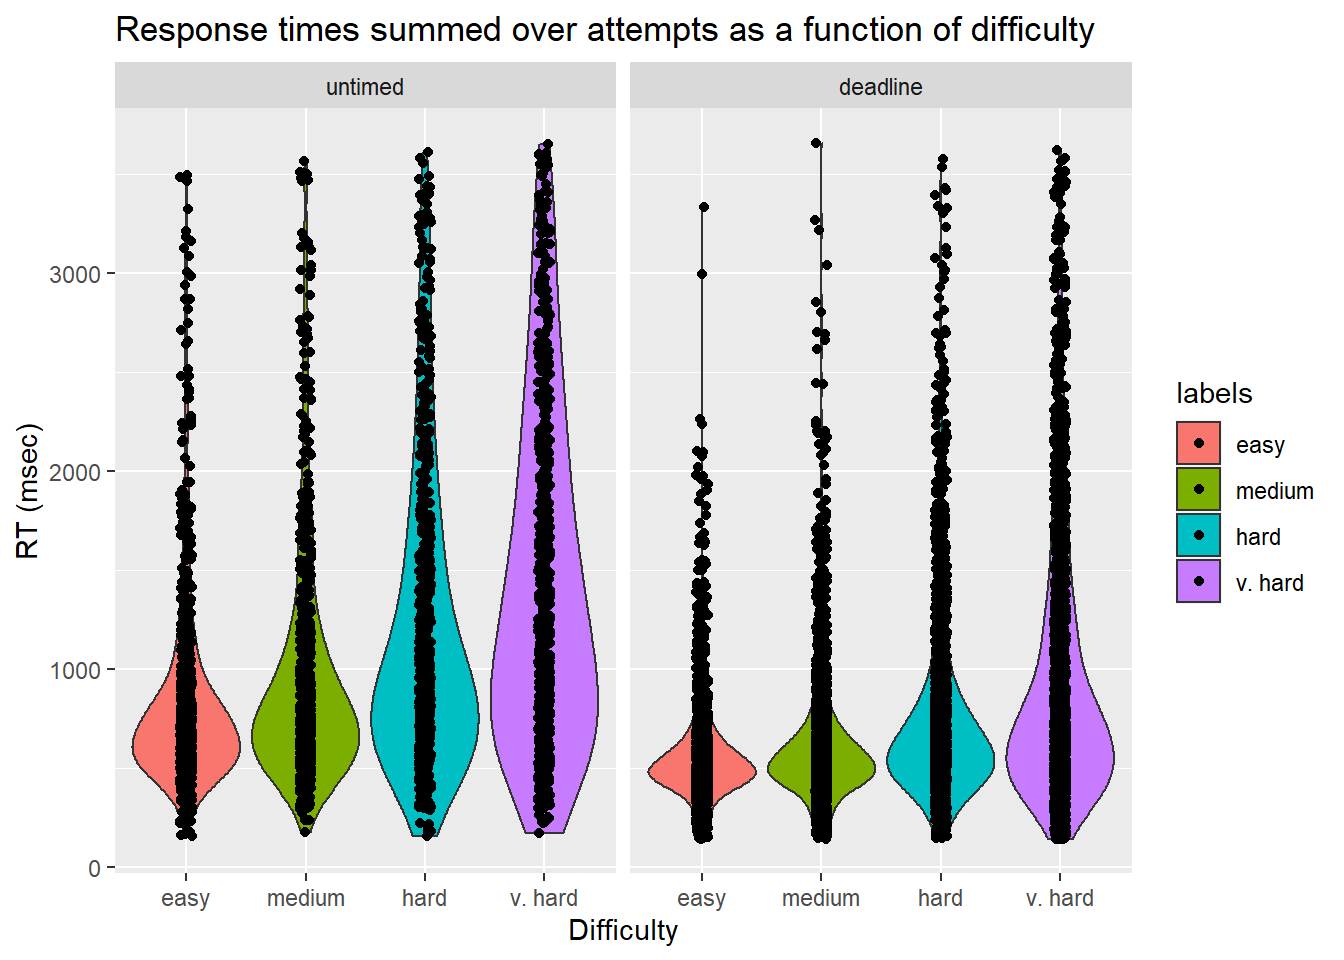 Response times summed over attempts as a function of difficulty
untimed
deadline
RT (msec)
3000
2000
1000
0
easy
medium
hard
v. hard
easy
medium
hard
v. hard
Difficulty
labels
easy
medium
hard
v. hard